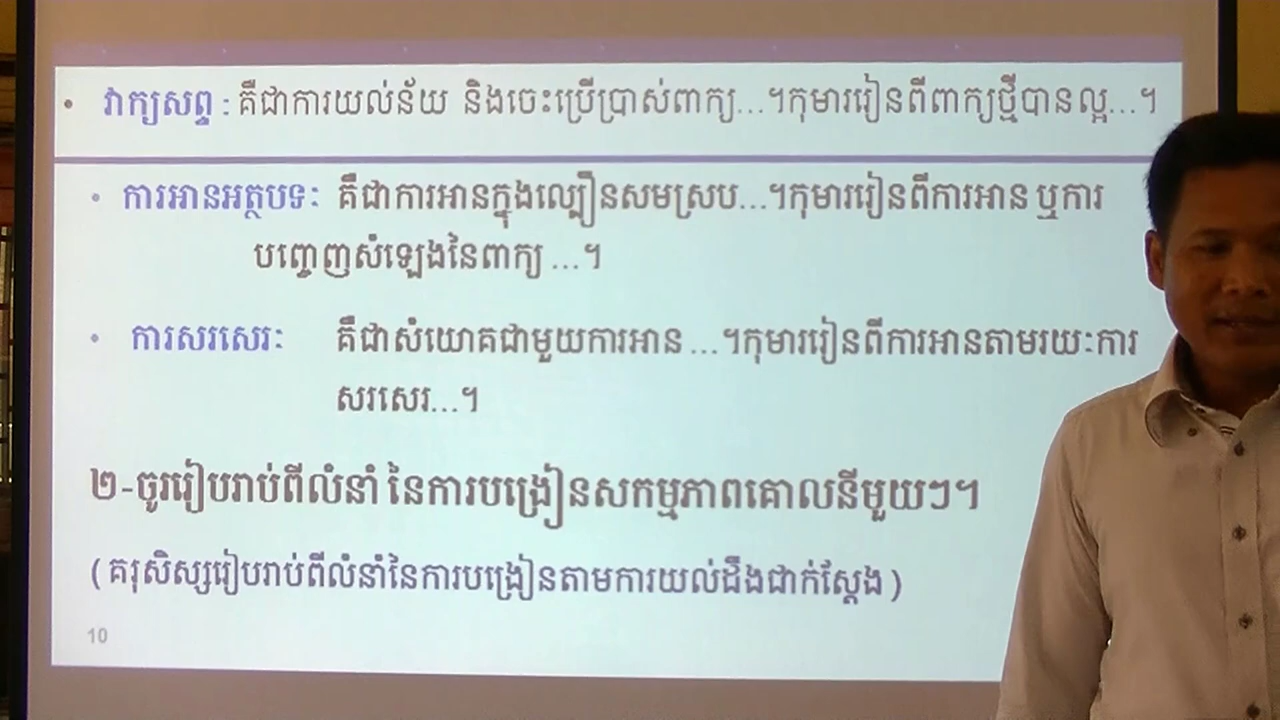 • វាក្យសព្ទ : គឺជាការយល់ន័យ និងចេះប្រើប្រាស់ពាក្យ...។កុមាររៀនពីពាក្យថ្មីបានល្អ...។
• ការអានអត្ថបទៈ គឺជាការអានក្នុងល្បឿនសមស្រប...។កុមាររៀនពីការអាន ឬការ
បញ្ចេញសំឡេងនៃពាក្យ ...។
• ការសរសេរៈ គឺជាសំយោគជាមួយការអាន ...។កុមាររៀនពីការអានតាមរយៈការ
សរសេរ...។
២-ចូររៀបរាប់ពីលំនាំ នៃការបង្រៀនសកម្មភាពគោលនីមួយៗ។
(គរុសិស្សរៀបរាប់ពីលំនាំនៃការបង្រៀនតាមការយល់ដឹងជាក់ស្ដែង)
10